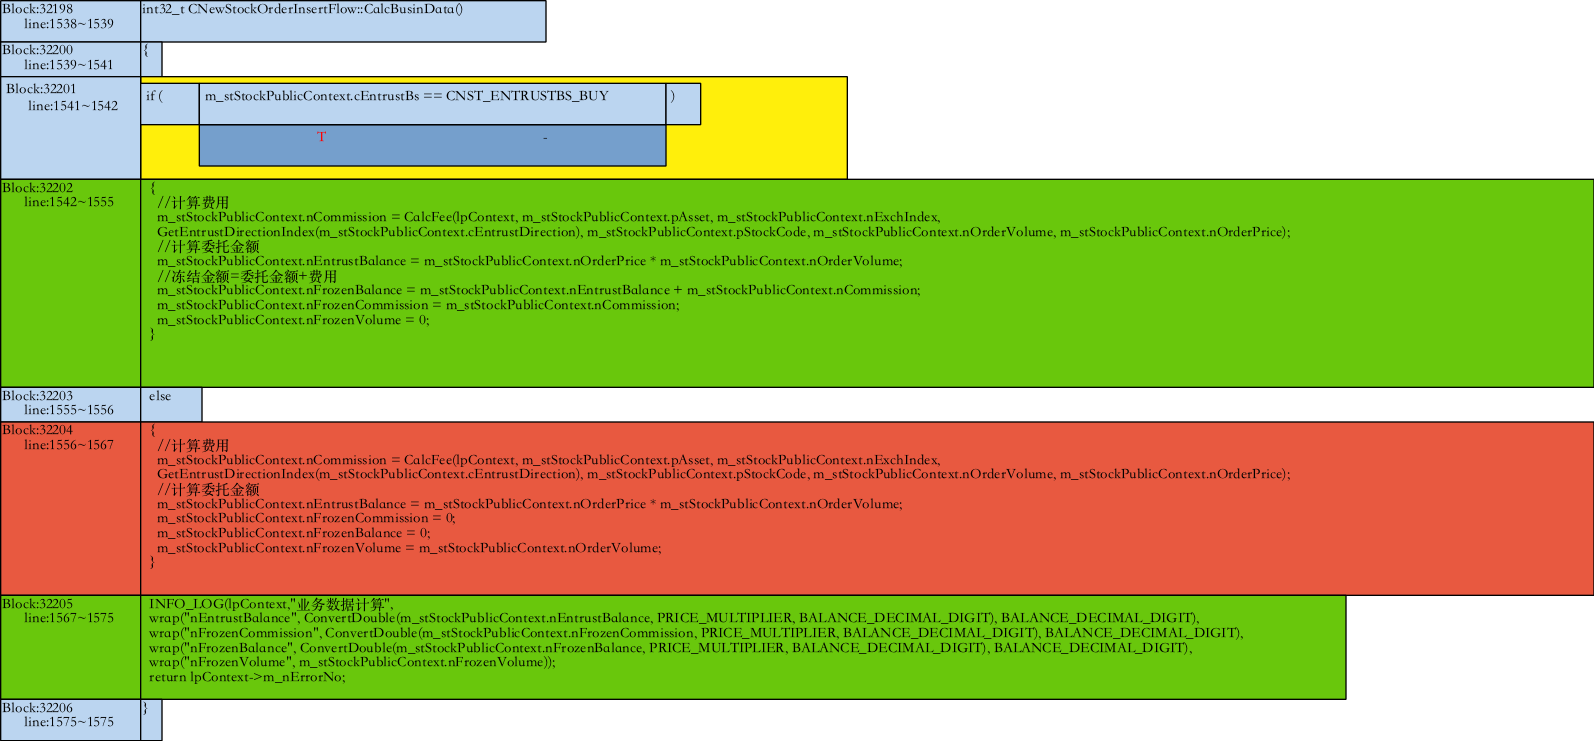 Block:32198
line:1538~1539
int32_t CNewStockOrderInsertFlow::CalcBusinData()
Block:32200
line:1539~1541
{
Block:32201
line:1541~1542
if (
m_stStockPublicContext.cEntrustBs == CNST_ENTRUSTBS_BUY
)
T
-
Block:32202
line:1542~1555
{
//计算费用
m_stStockPublicContext.nCommission = CalcFee(lpContext, m_stStockPublicContext.pAsset, m_stStockPublicContext.nExchIndex,
GetEntrustDirectionIndex(m_stStockPublicContext.cEntrustDirection), m_stStockPublicContext.pStockCode, m_stStockPublicContext.nOrderVolume, m_stStockPublicContext.nOrderPrice);
//计算委托金额
m_stStockPublicContext.nEntrustBalance = m_stStockPublicContext.nOrderPrice * m_stStockPublicContext.nOrderVolume;
//冻结金额=委托金额+费用
m_stStockPublicContext.nFrozenBalance = m_stStockPublicContext.nEntrustBalance + m_stStockPublicContext.nCommission;
m_stStockPublicContext.nFrozenCommission = m_stStockPublicContext.nCommission;
m_stStockPublicContext.nFrozenVolume = 0;
}
Block:32203
line:1555~1556
else
Block:32204
line:1556~1567
{
//计算费用
m_stStockPublicContext.nCommission = CalcFee(lpContext, m_stStockPublicContext.pAsset, m_stStockPublicContext.nExchIndex,
GetEntrustDirectionIndex(m_stStockPublicContext.cEntrustDirection), m_stStockPublicContext.pStockCode, m_stStockPublicContext.nOrderVolume, m_stStockPublicContext.nOrderPrice);
//计算委托金额
m_stStockPublicContext.nEntrustBalance = m_stStockPublicContext.nOrderPrice * m_stStockPublicContext.nOrderVolume;
m_stStockPublicContext.nFrozenCommission = 0;
m_stStockPublicContext.nFrozenBalance = 0;
m_stStockPublicContext.nFrozenVolume = m_stStockPublicContext.nOrderVolume;
}
Block:32205
line:1567~1575
INFO_LOG(lpContext,"业务数据计算",
wrap("nEntrustBalance", ConvertDouble(m_stStockPublicContext.nEntrustBalance, PRICE_MULTIPLIER, BALANCE_DECIMAL_DIGIT), BALANCE_DECIMAL_DIGIT),
wrap("nFrozenCommission", ConvertDouble(m_stStockPublicContext.nFrozenCommission, PRICE_MULTIPLIER, BALANCE_DECIMAL_DIGIT), BALANCE_DECIMAL_DIGIT),
wrap("nFrozenBalance", ConvertDouble(m_stStockPublicContext.nFrozenBalance, PRICE_MULTIPLIER, BALANCE_DECIMAL_DIGIT), BALANCE_DECIMAL_DIGIT),
wrap("nFrozenVolume", m_stStockPublicContext.nFrozenVolume));
return lpContext->m_nErrorNo;
Block:32206
line:1575~1575
}